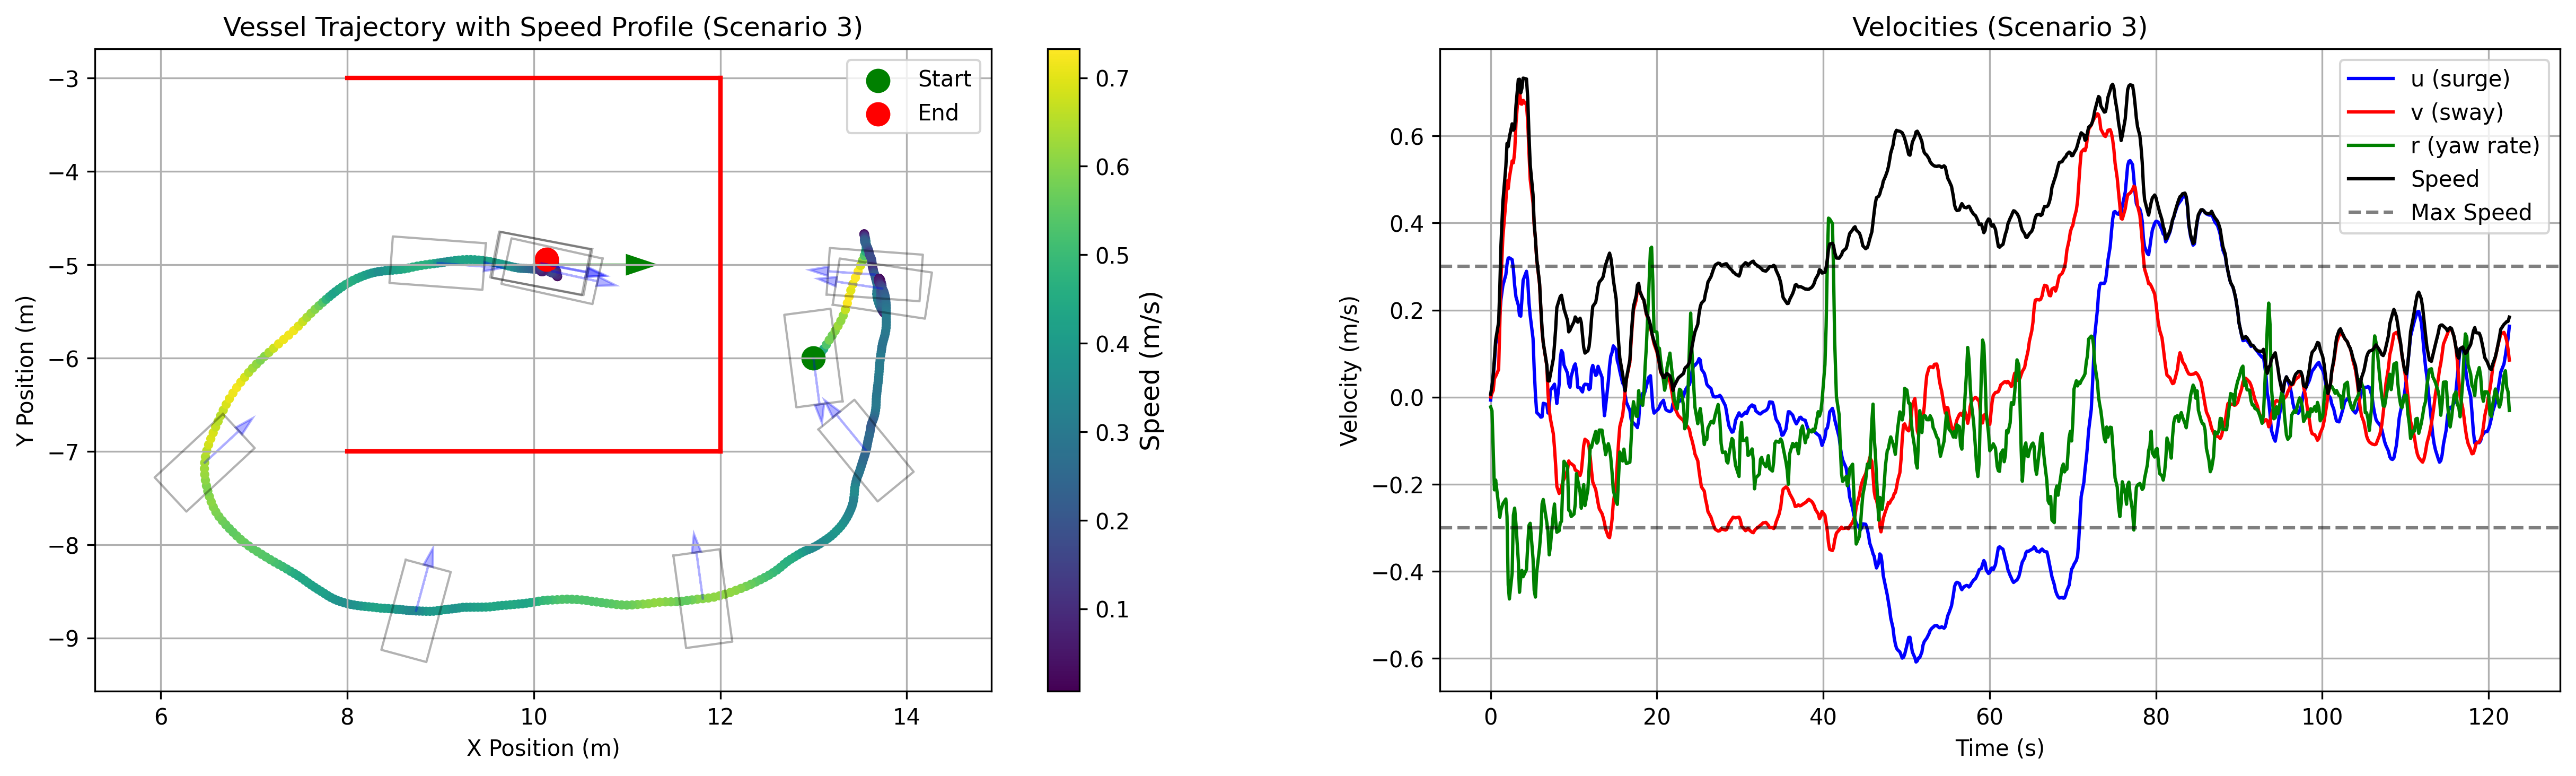 Vessel Trajectory with Speed Profile (Scenario 3)
Start
End
−3
−4
−5
−6
−7
−8
−9
Y Position (m)
6
8
10
12
14
X Position (m)
0.7
0.6
0.5
0.4
0.3
0.2
0.1
Speed (m/s)
Velocities (Scenario 3)
u (surge)
v (sway)
r (yaw rate)
Speed
Max Speed
0.6
0.4
0.2
0.0
−0.2
−0.4
−0.6
Velocity (m/s)
0
20
40
60
80
100
120
Time (s)